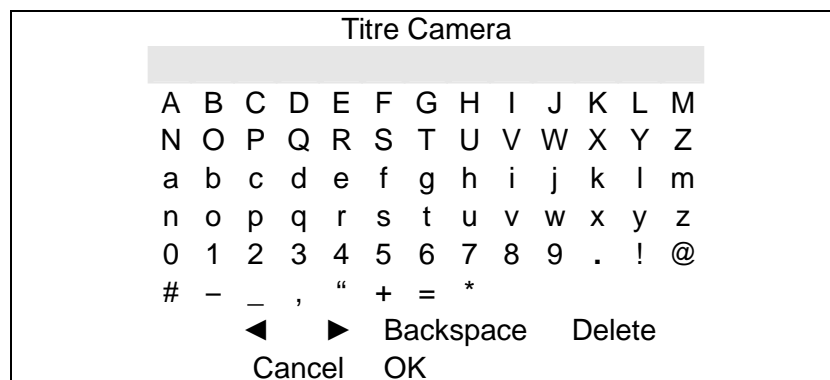 Titre Camera
A B C D E F G H I J K L M
N O P Q R S T U V W X Y Z
a b c d e f g h i j k l m
n o p q r s t u v w x y z
0 1 2 3 4 5 6 7 8 9 . ! @
# – _ , “ + = *
◄ ► Backspace Delete
Cancel OK